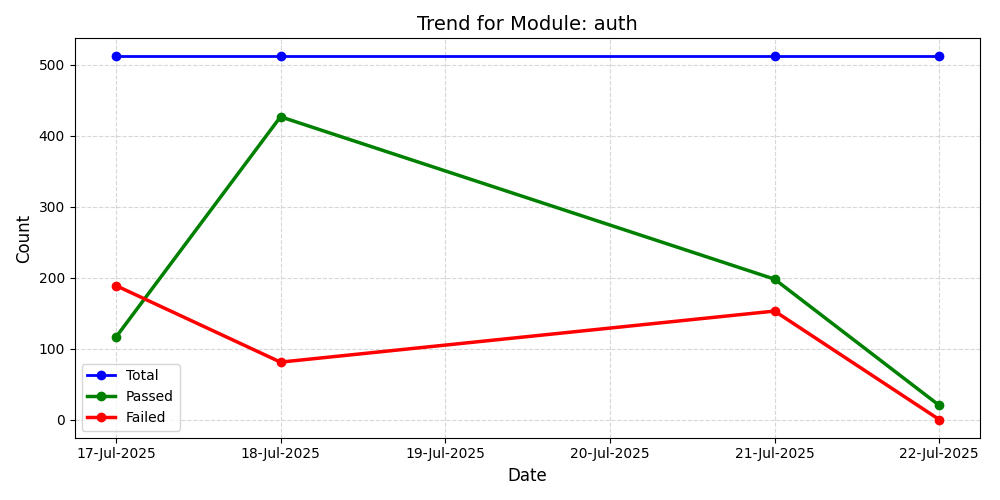 Trend for Module: auth
500
400
300
200
100
0
Count
Total
Passed
Failed
17-Jul-2025 18-Jul-2025 19-Jul-2025 20-Jul-2025 21-Jul-2025 22-Jul-2025
Date